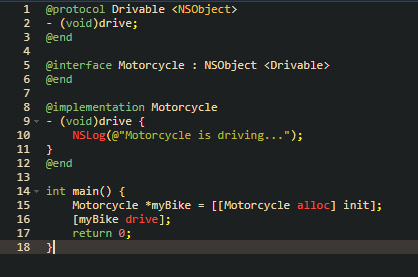 1 @protocol Drivable <NSObject>
2 - (void)drive;
3 @end
4
5 @interface Motorcycle : NSObject <Drivable>
6 @end
7
8 @implementation Motorcycle
9 - (void)drive {
10     NSLog(@"Motorcycle is driving...");
11 }
12 @end
13
14 int main() {
15     Motorcycle *myBike = [[Motorcycle alloc] init];
16     [myBike drive];
17     return 0;
18 }